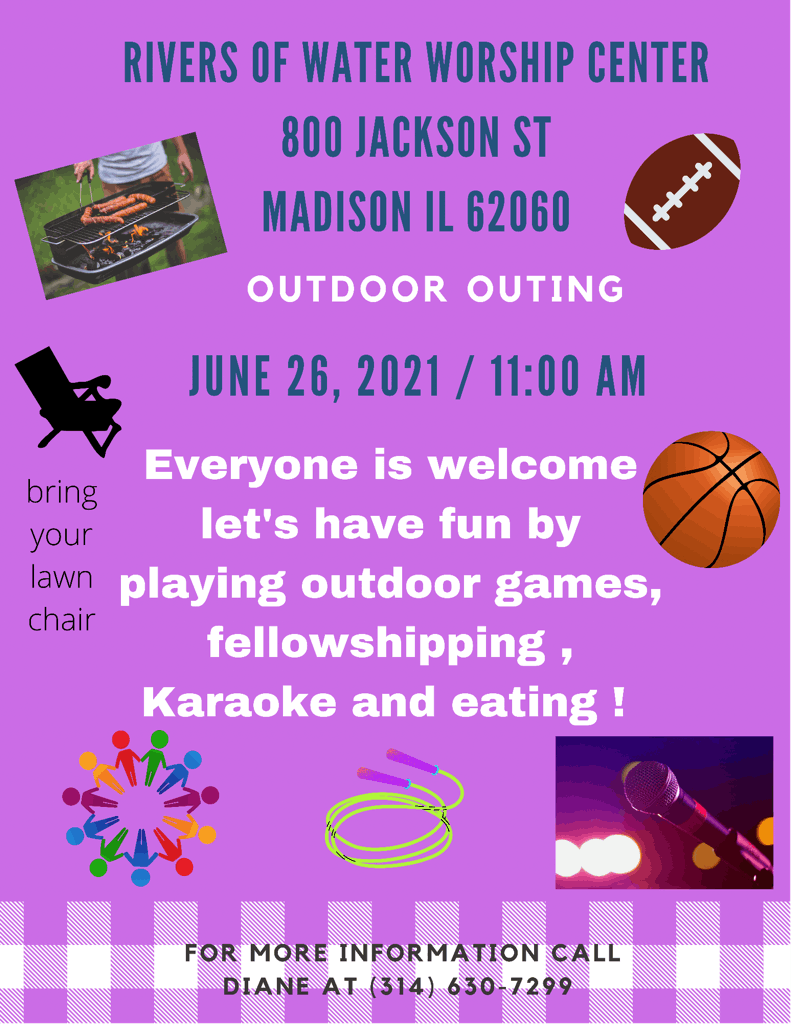 RIVERS OF WATER WORSHIP CENTER
800 JACKSON ST
MADISON IL 62060
OUTDOOR OUTING
JUNE 26, 2021 / 11:00 AM
Everyone is welcome
let's have fun by
playing outdoor games,
fellowshipping ,
Karaoke and eating !
bring
your
lawn
chair
FOR MORE INFORMATION CALL
DIANE AT (314) 630-7299